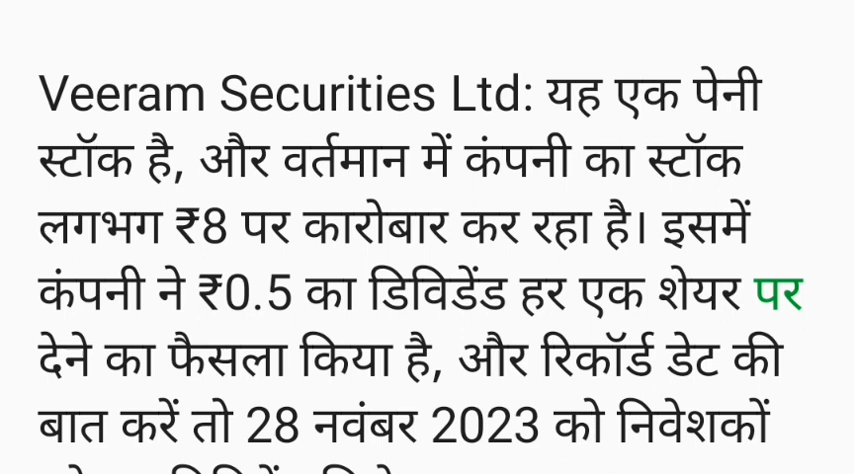 Veeram Securities Ltd: यह एक पेनी
स्टॉक है, और वर्तमान में कंपनी का स्टॉक
लगभग ₹8 पर कारोबार कर रहा है। इसमें
कंपनी ने ₹0.5 का डिविडेंड हर एक शेयर पर
देने का फैसला किया है, और रिकॉर्ड डेट की
बात करें तो 28 नवंबर 2023 को निवेशकों